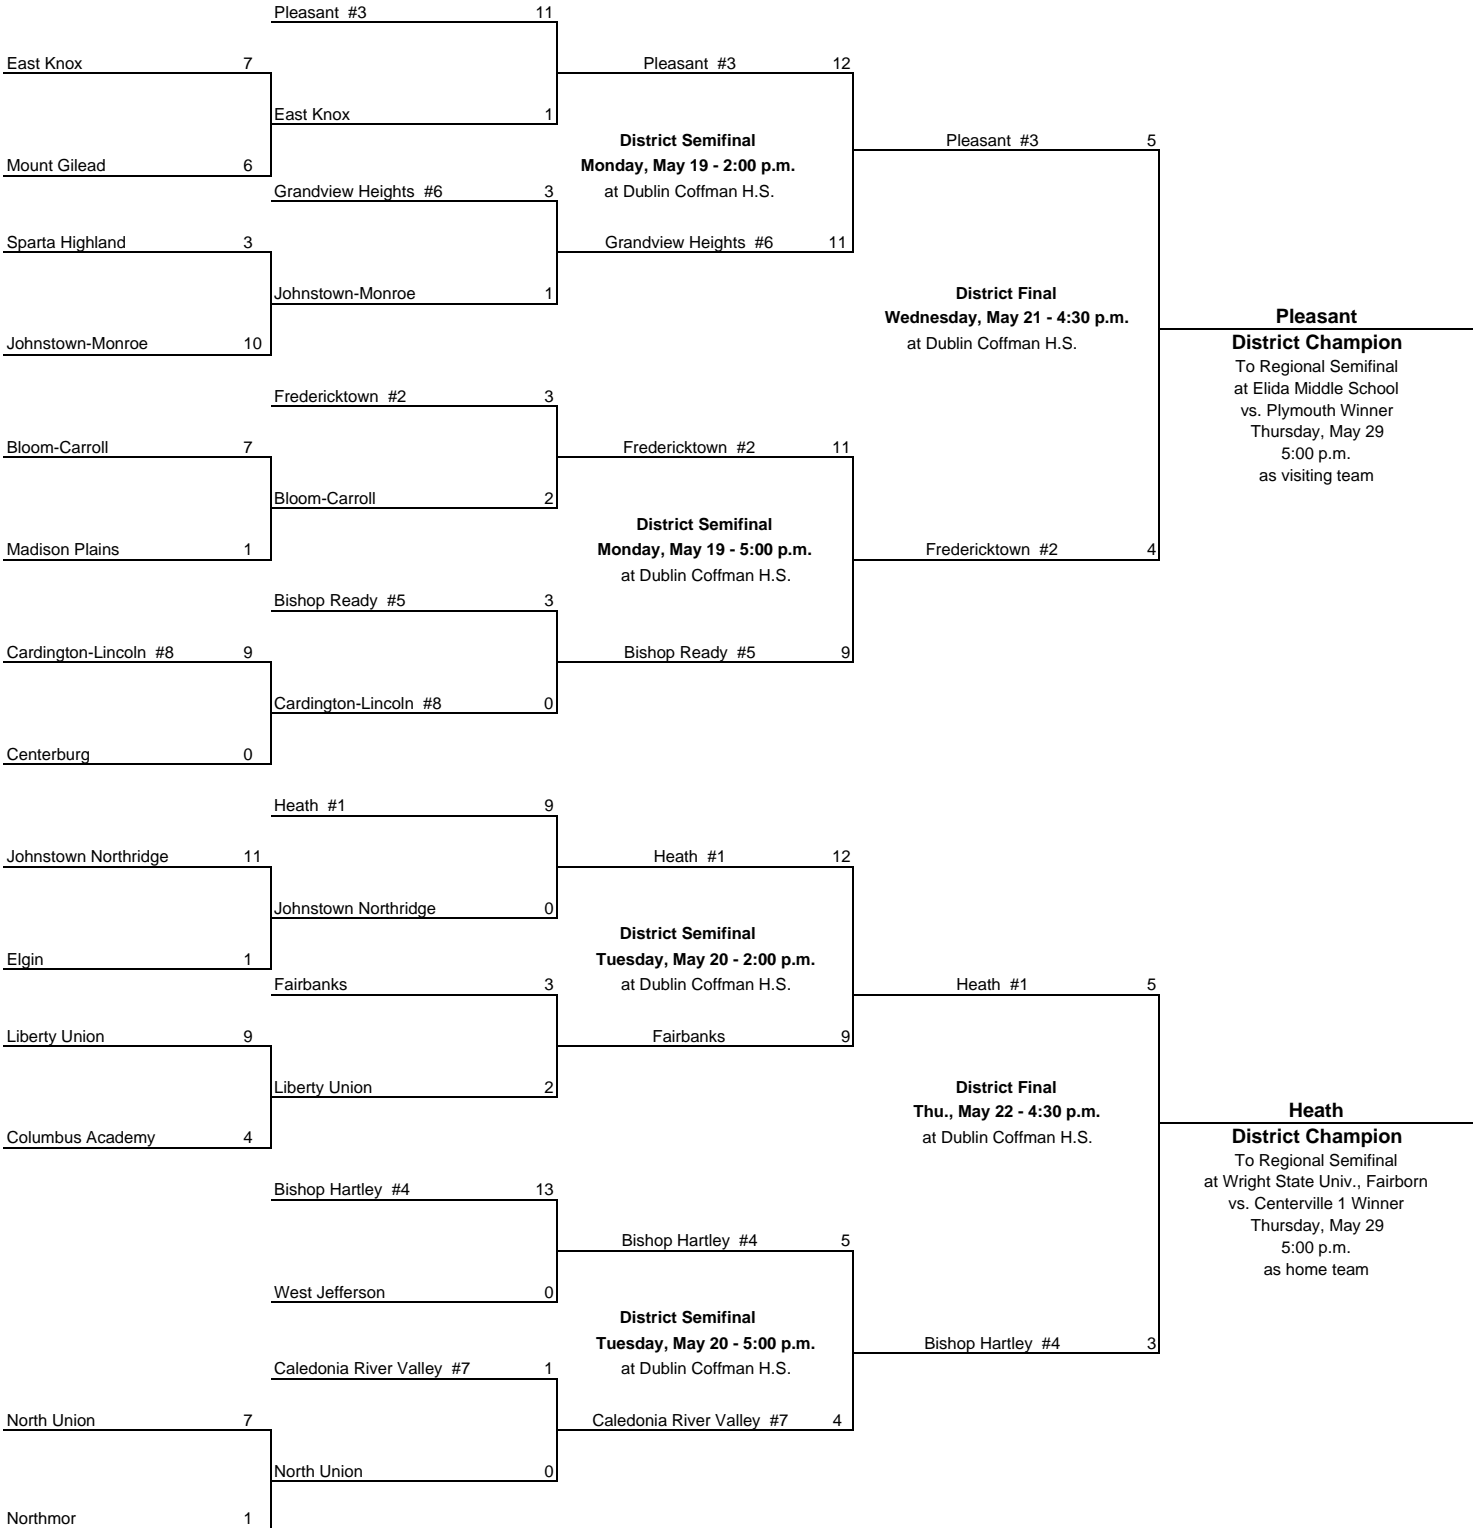 Pleasant #3 11
East Knox 7
Pleasant #3 12
East Knox 1
District Semifinal
Pleasant #3 5
Mount Gilead 6
Monday, May 19 - 2:00 p.m.
Grandview Heights #6 3
at Dublin Coffman H.S.
Sparta Highland 3
Grandview Heights #6 11
Johnstown-Monroe 1
District Final
Wednesday, May 21 - 4:30 p.m.
Pleasant
Johnstown-Monroe 10
at Dublin Coffman H.S.
District Champion
To Regional Semifinal
at Elida Middle School
Fredericktown #2 3
vs. Plymouth Winner
Thursday, May 29
Bloom-Carroll 7
Fredericktown #2 11
5:00 p.m.
as visiting team
Bloom-Carroll 2
District Semifinal
Madison Plains 1
Monday, May 19 - 5:00 p.m.
Fredericktown #2 4
at Dublin Coffman H.S.
Bishop Ready #5 3
Cardington-Lincoln #8 9
Bishop Ready #5 9
Cardington-Lincoln #8 0
Centerburg 0
Heath #1 9
Johnstown Northridge 11
Heath #1 12
Johnstown Northridge 0
District Semifinal
Elgin 1
Tuesday, May 20 - 2:00 p.m.
Fairbanks 3
at Dublin Coffman H.S.
Heath #1 5
Liberty Union 9
Fairbanks 9
Liberty Union 2
District Final
Thu., May 22 - 4:30 p.m.
Heath
Columbus Academy 4
at Dublin Coffman H.S.
District Champion
To Regional Semifinal
at Wright State Univ., Fairborn
Bishop Hartley #4 13
vs. Centerville 1 Winner
Thursday, May 29
Bishop Hartley #4 5
5:00 p.m.
as home team
West Jefferson 0
District Semifinal
Tuesday, May 20 - 5:00 p.m.
Bishop Hartley #4 3
Caledonia River Valley #7 1
at Dublin Coffman H.S.
North Union 7
Caledonia River Valley #7 4
North Union 0
Northmor 1